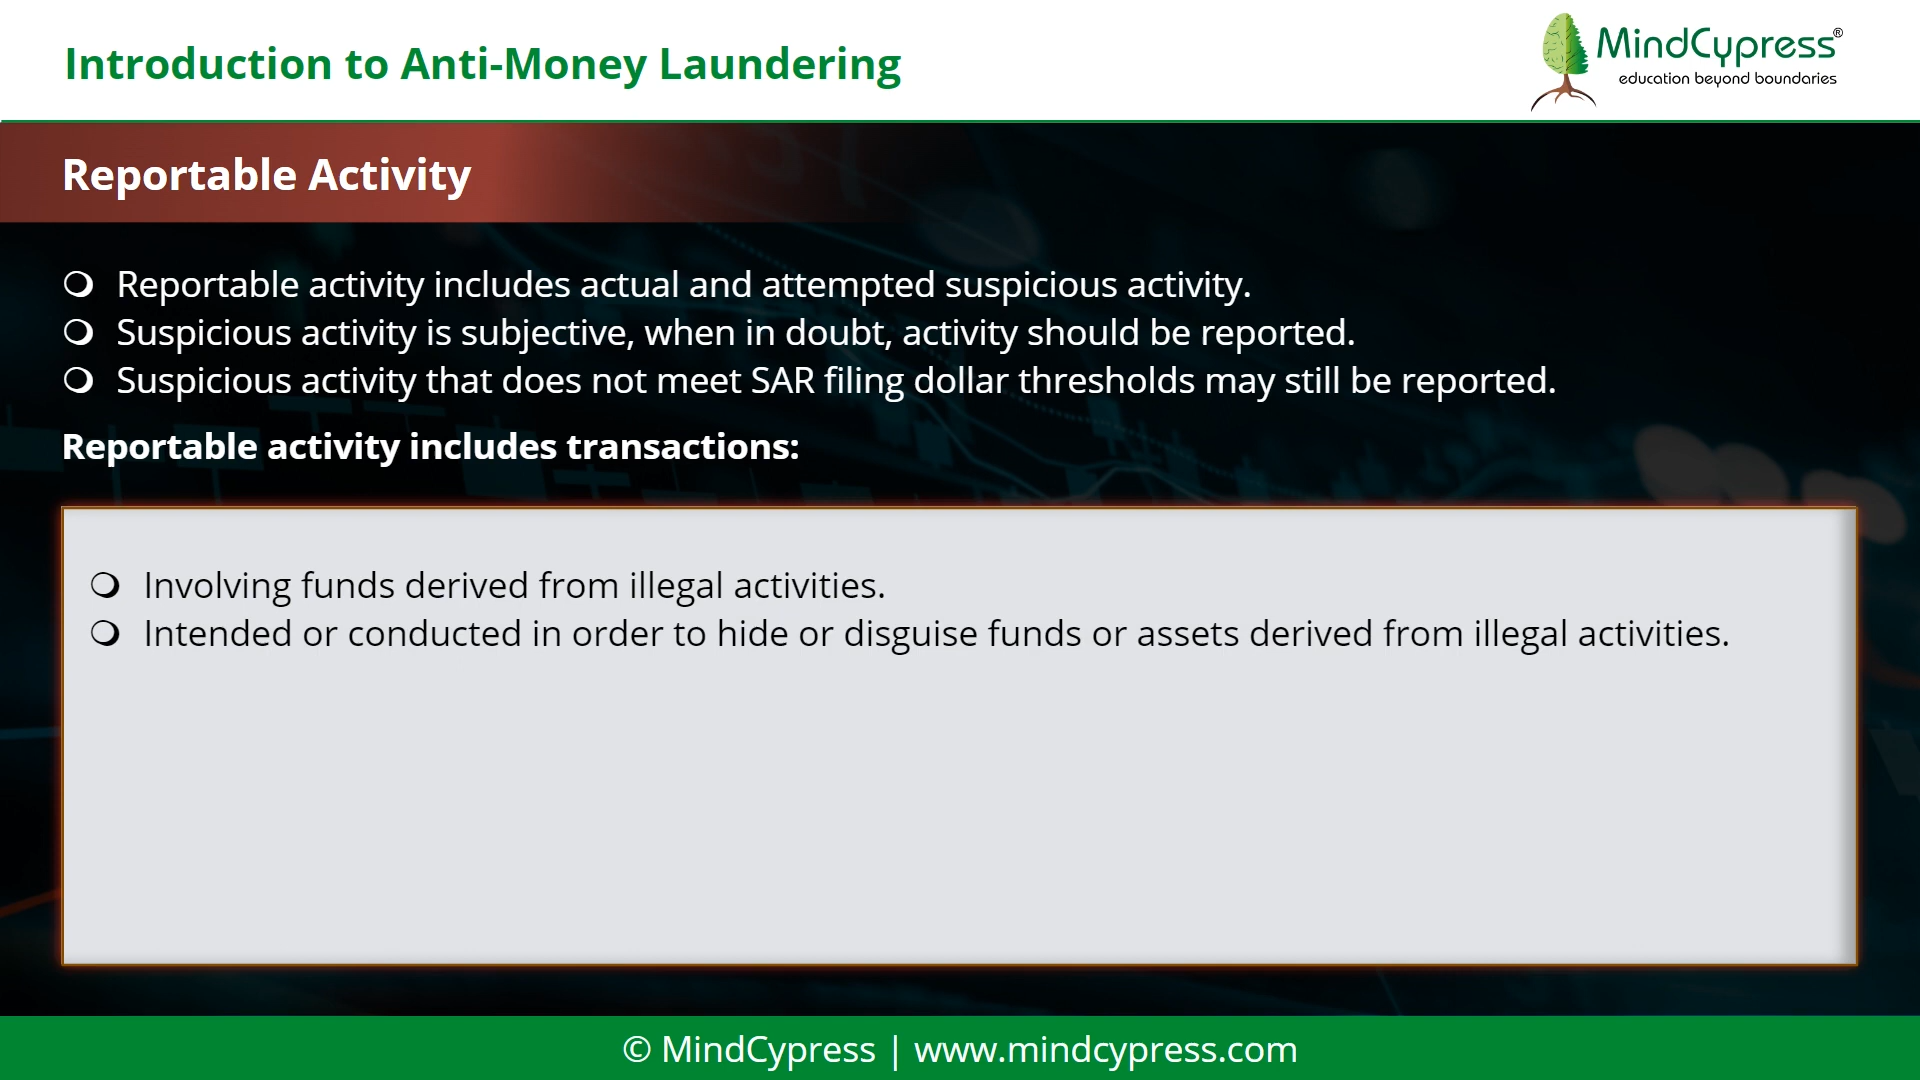 Introduction to Anti-Money Laundering
MindCypress®
education beyond boundaries
Reportable Activity
Reportable activity includes actual and attempted suspicious activity.
Suspicious activity is subjective, when in doubt, activity should be reported.
Suspicious activity that does not meet SAR filing dollar thresholds may still be reported.
Reportable activity includes transactions:
Involving funds derived from illegal activities.
Intended or conducted in order to hide or disguise funds or assets derived from illegal activities.
© MindCypress | www.mindcypress.com